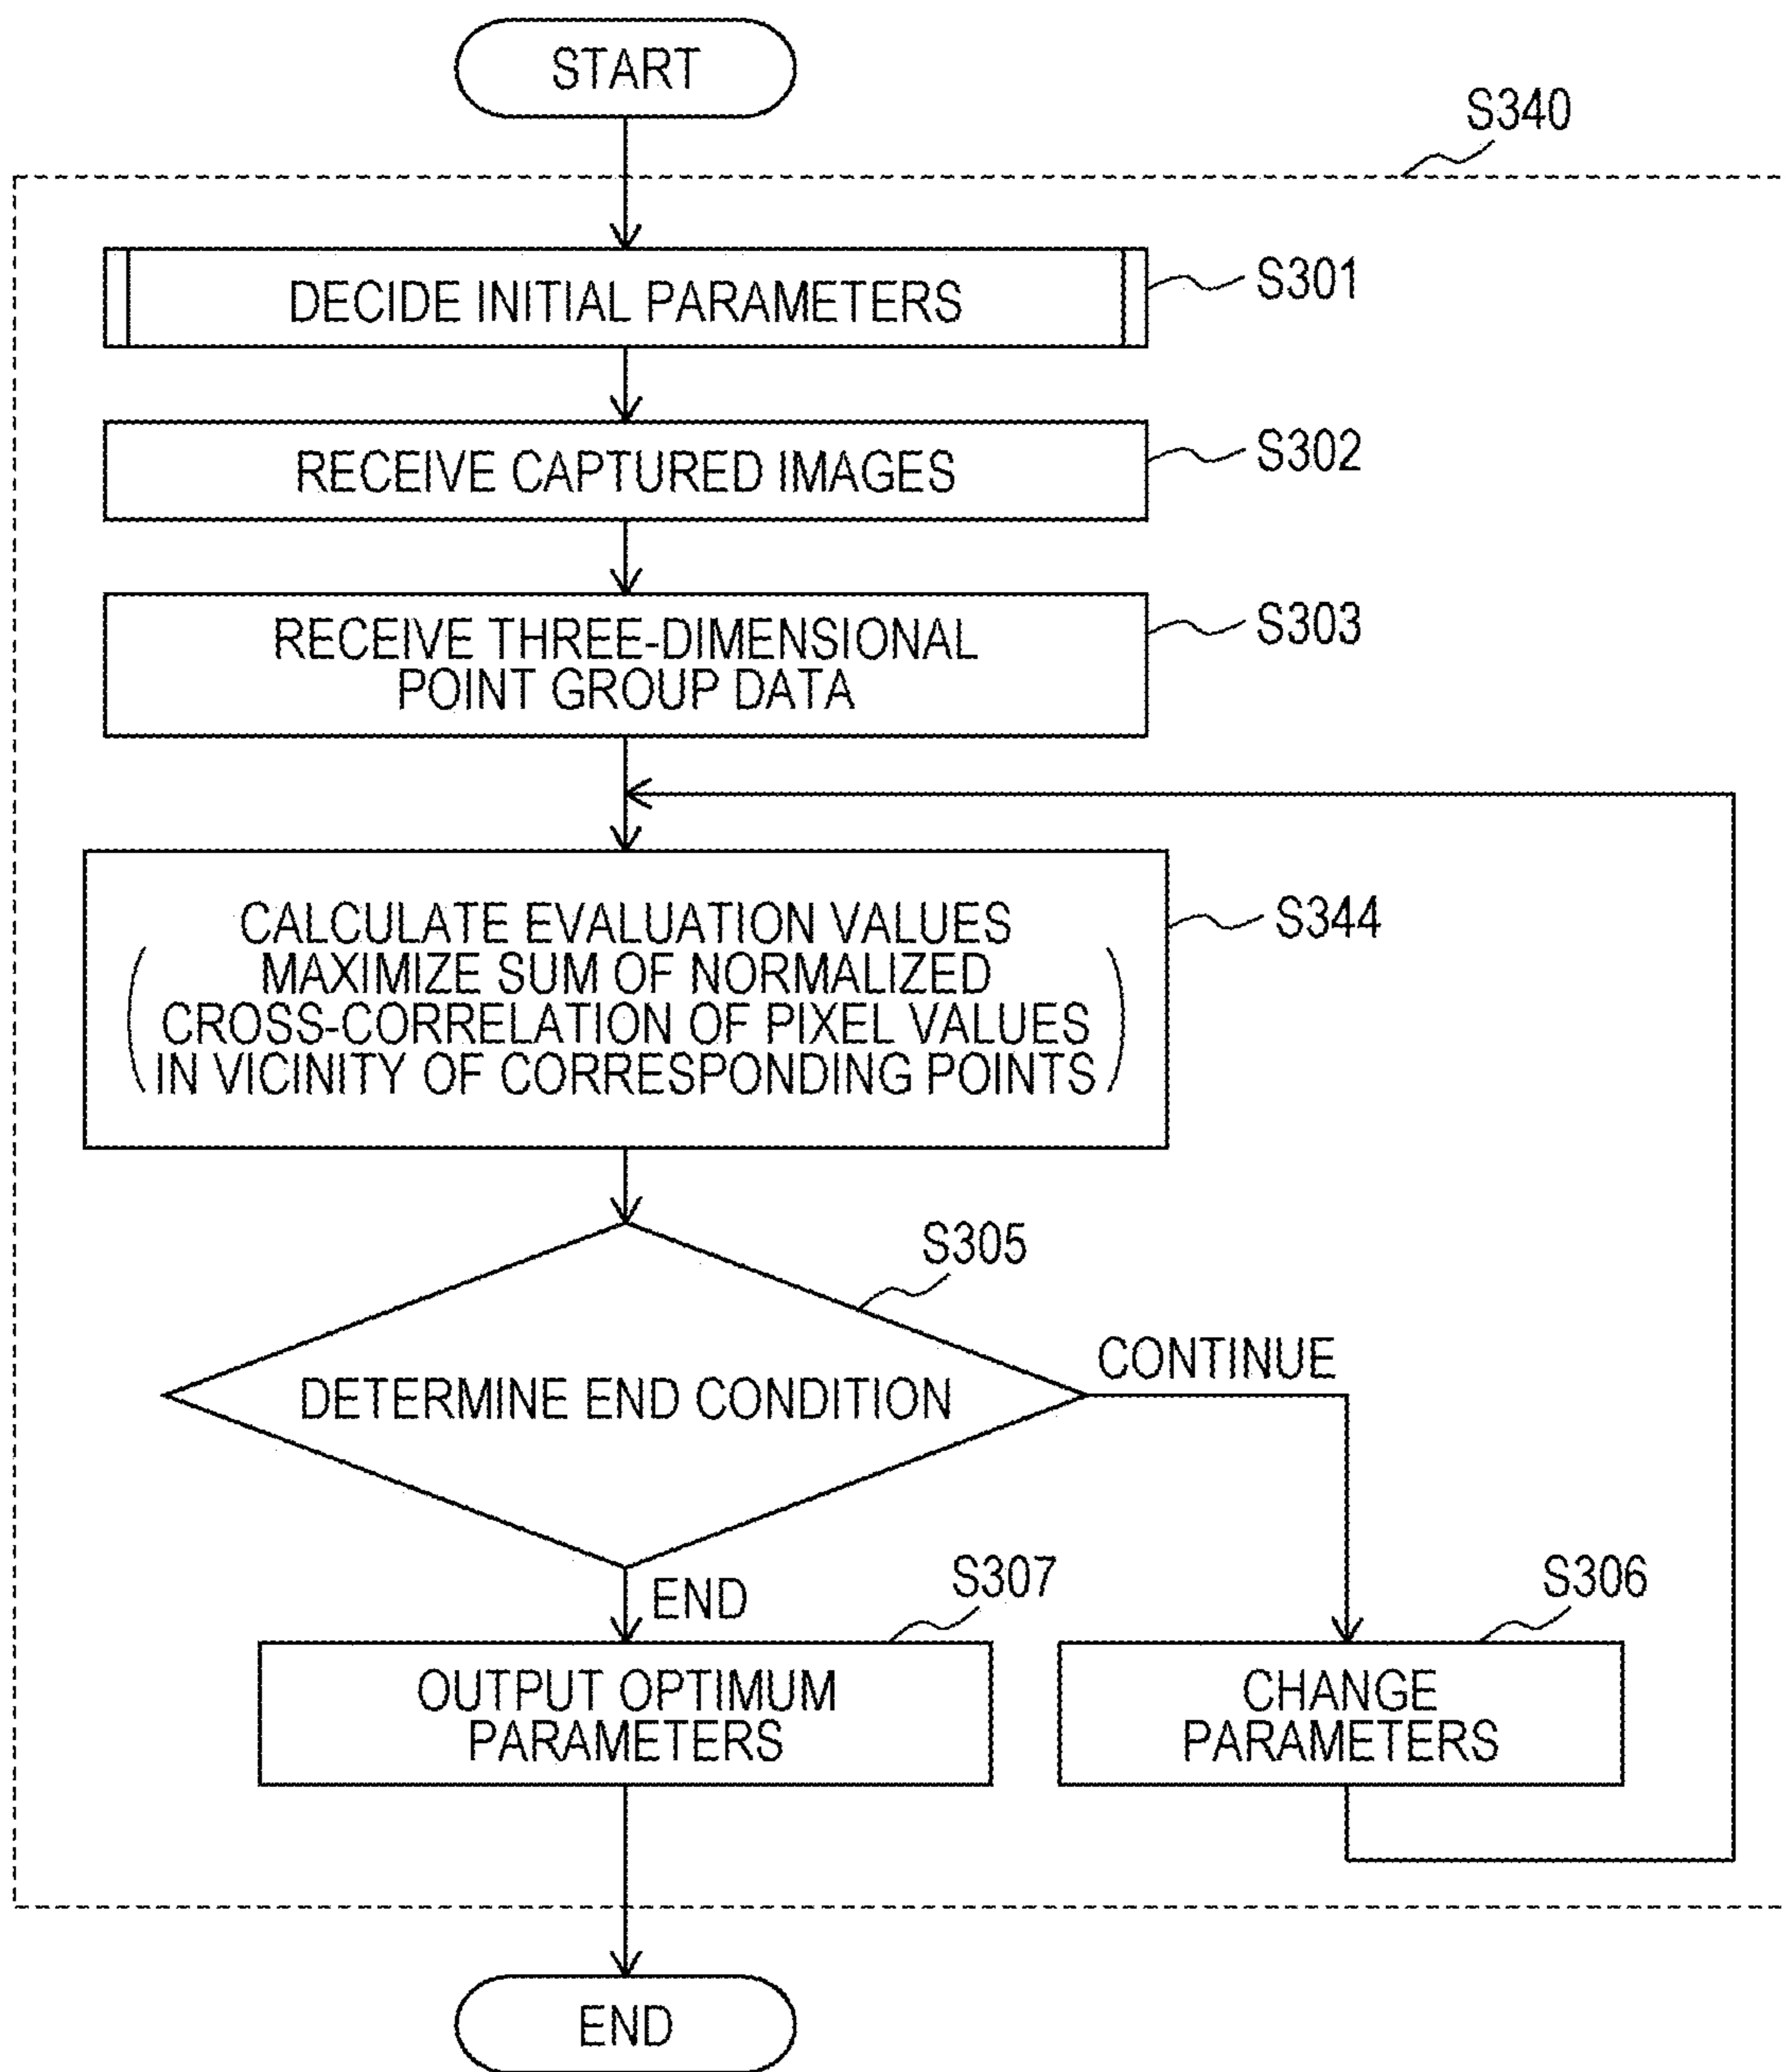 START
S340
DECIDE INITIAL PARAMETERS
S301
RECEIVE CAPTURED IMAGES
S302
RECEIVE THREE-DIMENSIONAL
POINT GROUP DATA
S303
CALCULATE EVALUATION VALUES
(MAXIMIZE SUM OF NORMALIZED
CROSS-CORRELATION OF PIXEL VALUES
IN VICINITY OF CORRESPONDING POINTS)
S344
S305
DETERMINE END CONDITION
CONTINUE
END
S307
OUTPUT OPTIMUM
PARAMETERS
S306
CHANGE
PARAMETERS
END